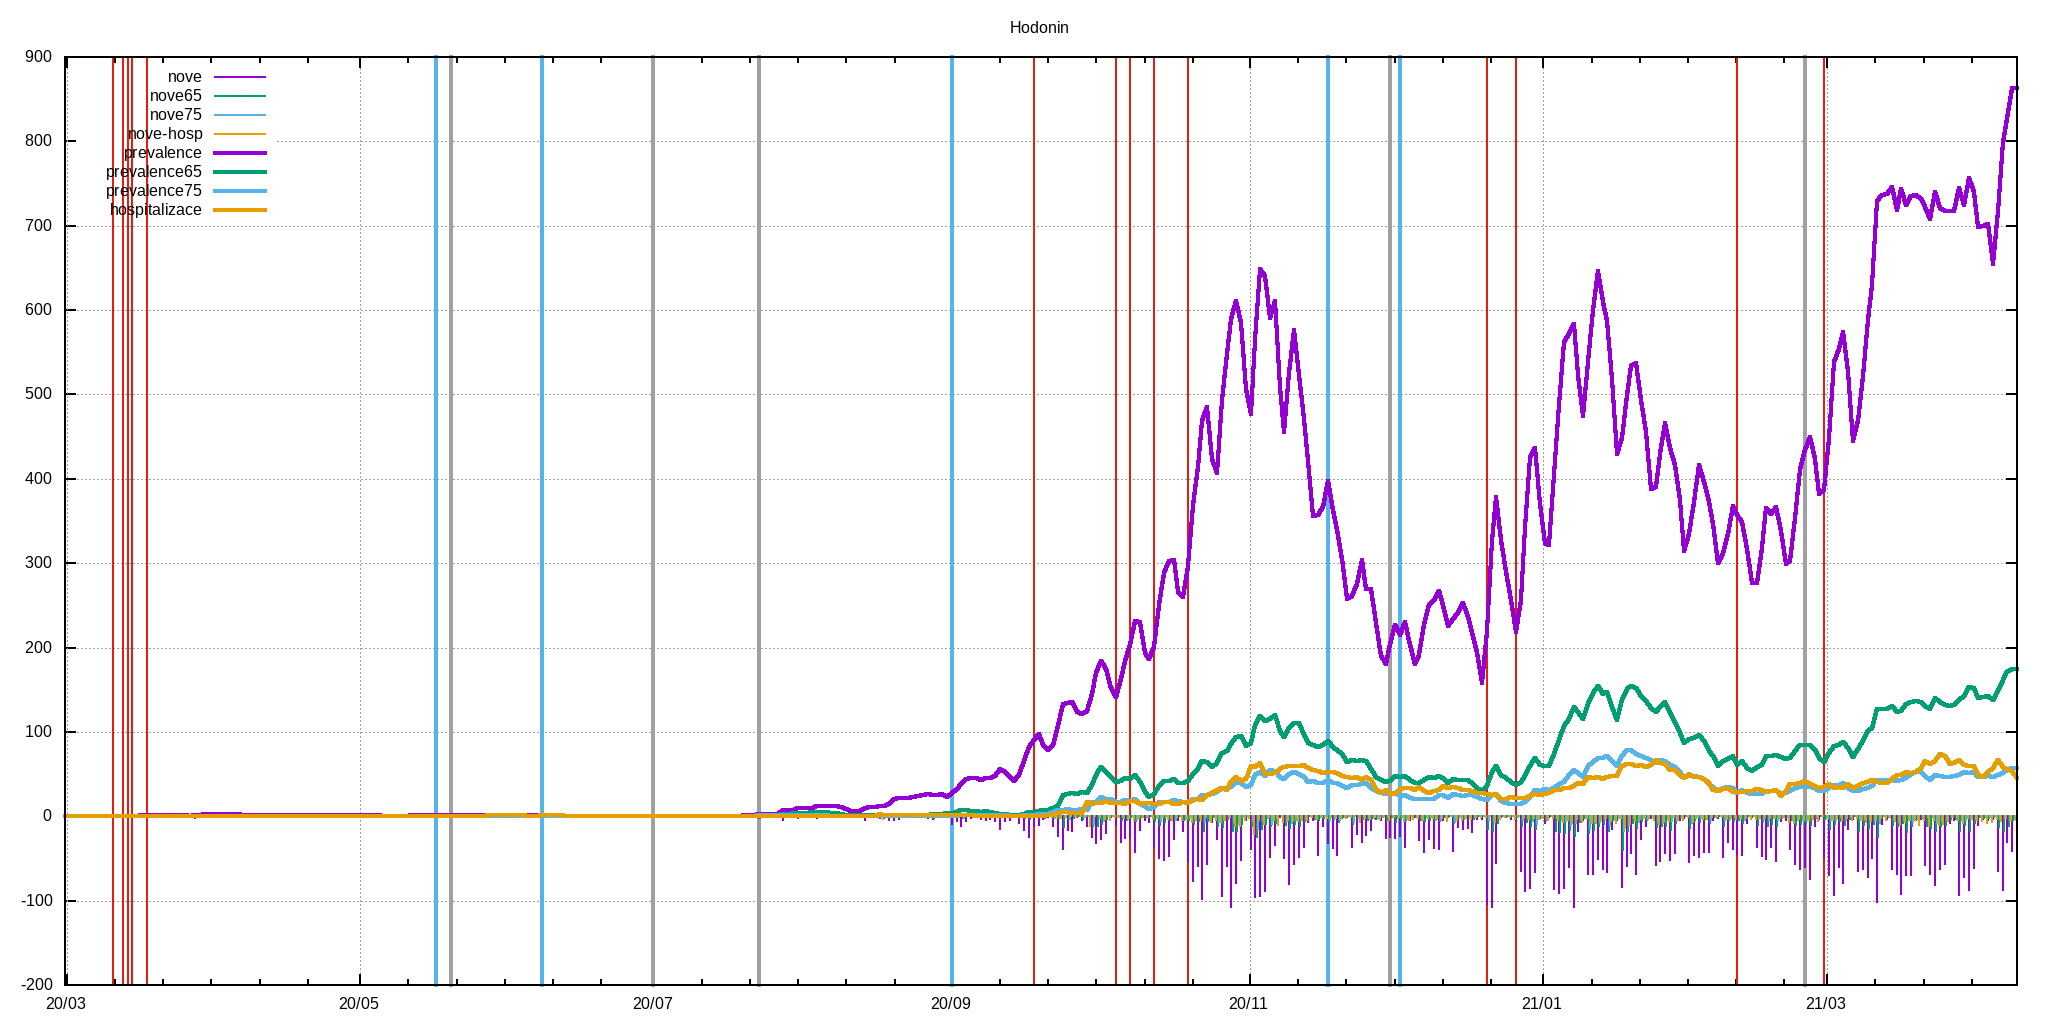 Hodonin
900
800
700
600
500
400
300
200
100
0
-100
-200
nove
nove65
nove75
nove-hosp
prevalence
prevalence65
prevalence75
hospitalizace
20/03 20/05 20/07 20/09 20/11 21/01 21/03